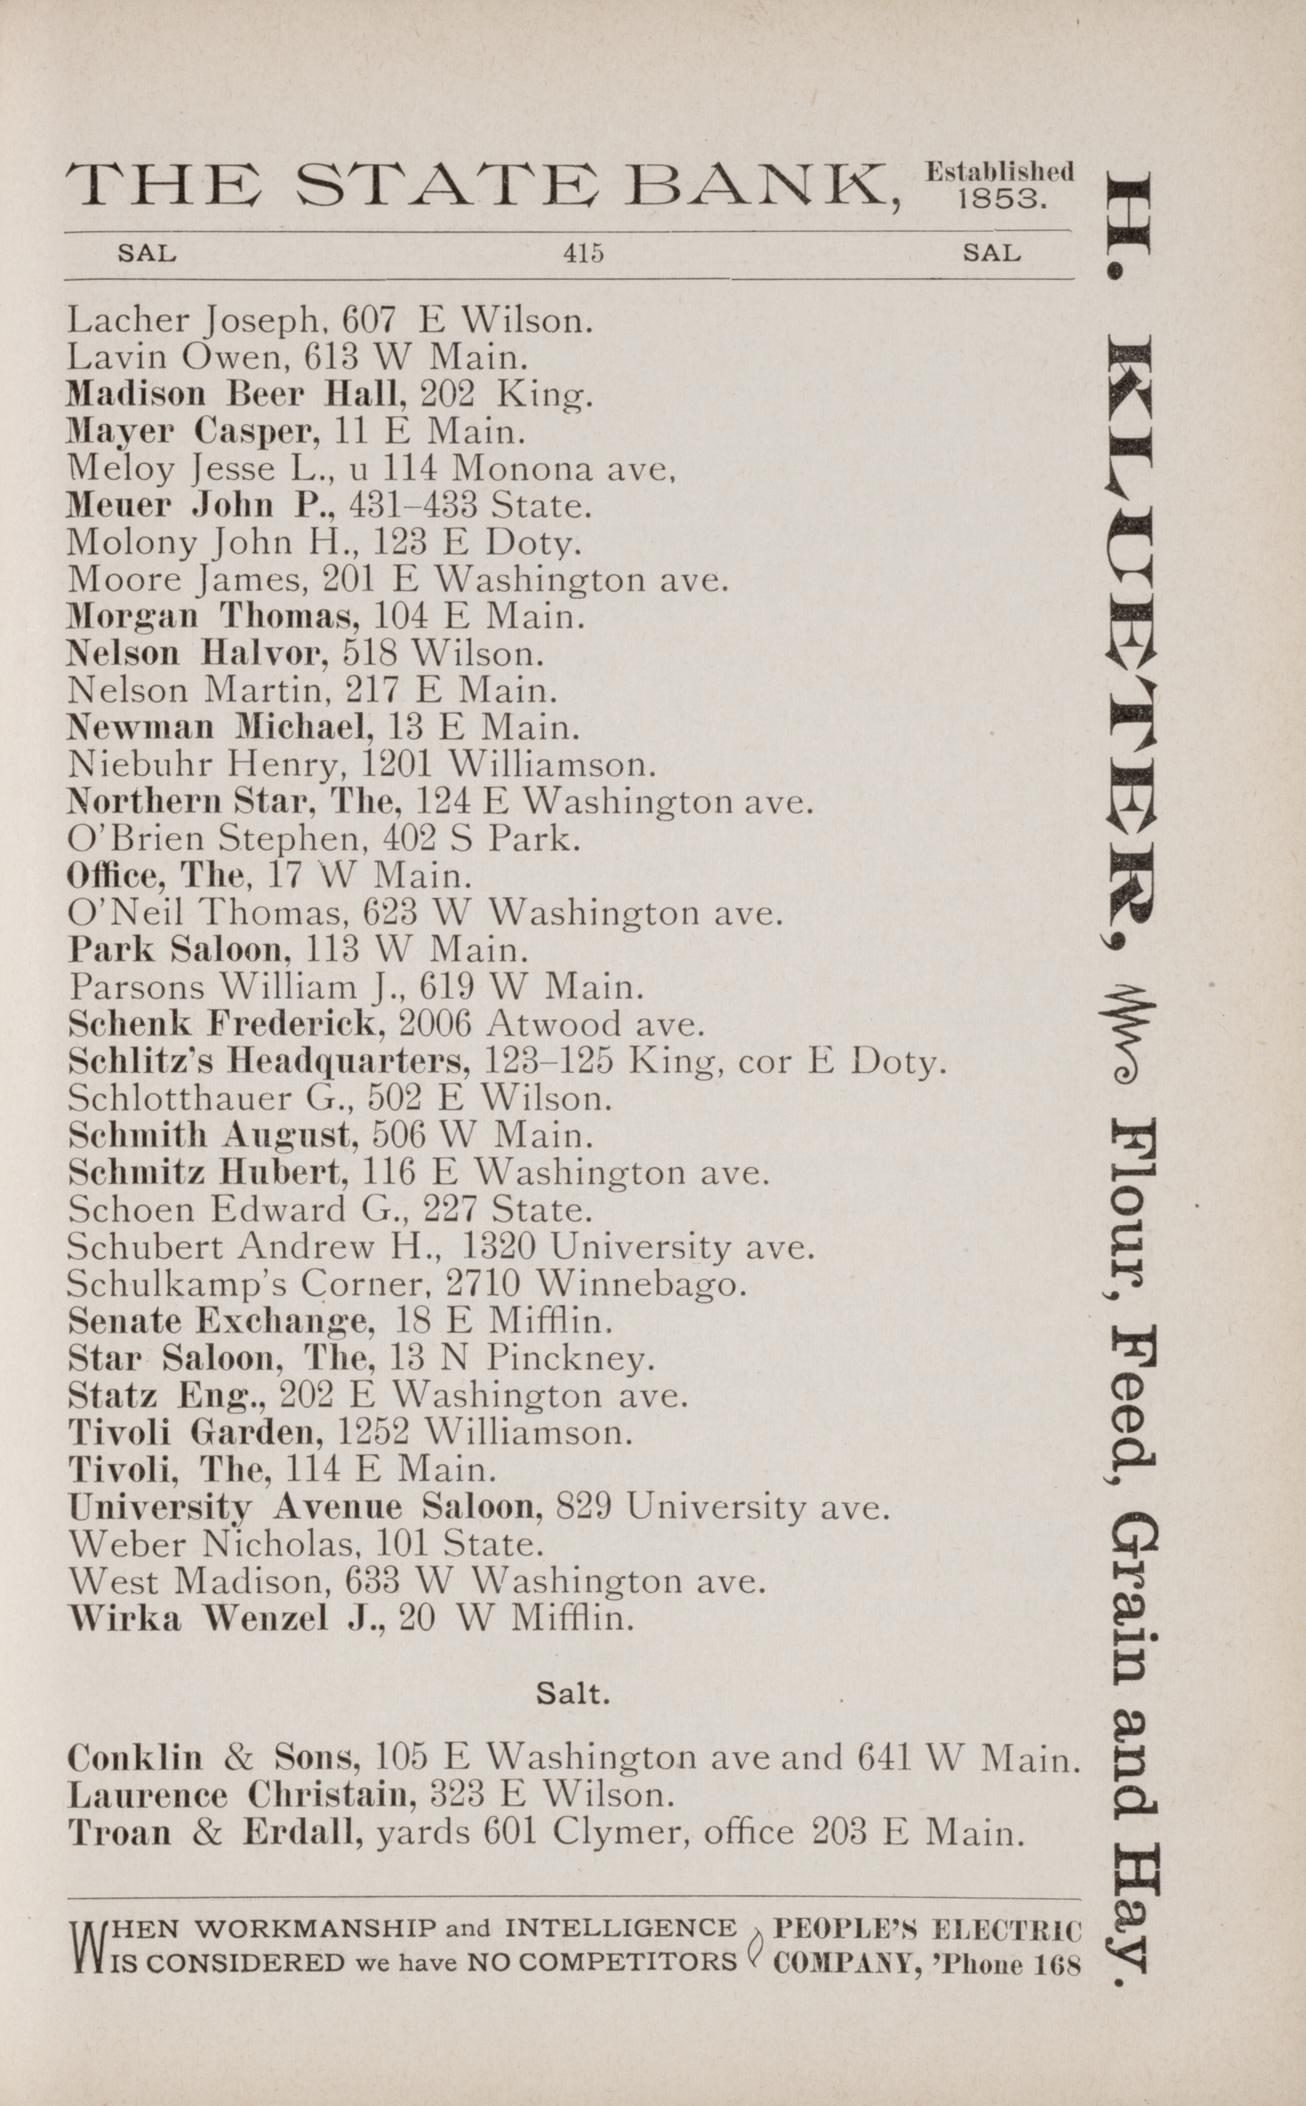 THE STATE BANK, Established 1853.
SAL 415 SAL
Lacher Joseph, 607 E Wilson.
Lavin Owen, 613 W Main.
Madison Beer Hall, 202 King.
Mayer Casper, 11 E Main.
Meloy Jesse L., u 114 Monona ave,
Meuer John P., 431–433 State.
Molony John H., 123 E Doty.
Moore James, 201 E Washington ave.
Morgan Thomas, 104 E Main.
Nelson Halvor, 518 Wilson.
Nelson Martin, 217 E Main.
Newman Michael, 13 E Main.
Niebuhr Henry, 1201 Williamson.
Northern Star, The, 124 E Washington ave.
O'Brien Stephen, 402 S Park.
Office, The, 17 W Main.
O'Neil Thomas, 623 W Washington ave.
Park Saloon, 113 W Main.
Parsons William J., 619 W Main.
Schenk Frederick, 2006 Atwood ave.
Schlitz's Headquarters, 123–125 King, cor E Doty.
Schlotthauer G., 502 E Wilson.
Schmith August, 506 W Main.
Schmitz Hubert, 116 E Washington ave.
Schoen Edward G., 227 State.
Schubert Andrew H., 1320 University ave.
Schulkamp's Corner, 2710 Winnebago.
Senate Exchange, 18 E Mifflin.
Star Saloon, The, 13 N Pinckney.
Statz Eng., 202 E Washington ave.
Tivoli Garden, 1252 Williamson.
Tivoli, The, 114 E Main.
University Avenue Saloon, 829 University ave.
Weber Nicholas, 101 State.
West Madison, 633 W Washington ave.
Wirka Wenzel J., 20 W Mifflin.
Salt.
Conklin & Sons, 105 E Washington ave and 641 W Main.
Laurence Christain, 323 E Wilson.
Troan & Erdall, yards 601 Clymer, office 203 E Main.
WHEN WORKMANSHIP and INTELLIGENCE PEOPLE'S ELECTRIC
IS CONSIDERED we have NO COMPETITORS COMPANY, 'Phone 168
H. KLUETER, Flour, Feed, Grain and Hay.